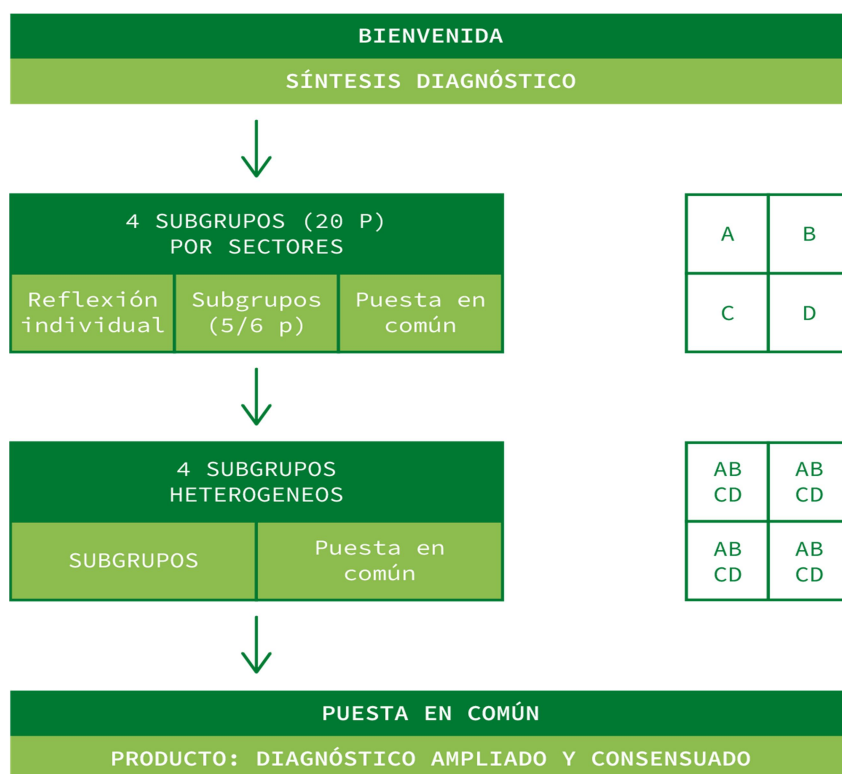 BIENVENIDA
SÍNTESIS DIAGNÓSTICO
4 SUBGRUPOS (20 P)
POR SECTORES
Reflexión
individual
Subgrupos
(5/6 p)
Puesta en
común
A
B
C
D
4 SUBGRUPOS
HETEROGENEOS
SUBGRUPOS
Puesta en
común
AB
CD
AB
CD
AB
CD
AB
CD
PUESTA EN COMÚN
PRODUCTO: DIAGNÓSTICO AMPLIADO Y CONSENSUADO